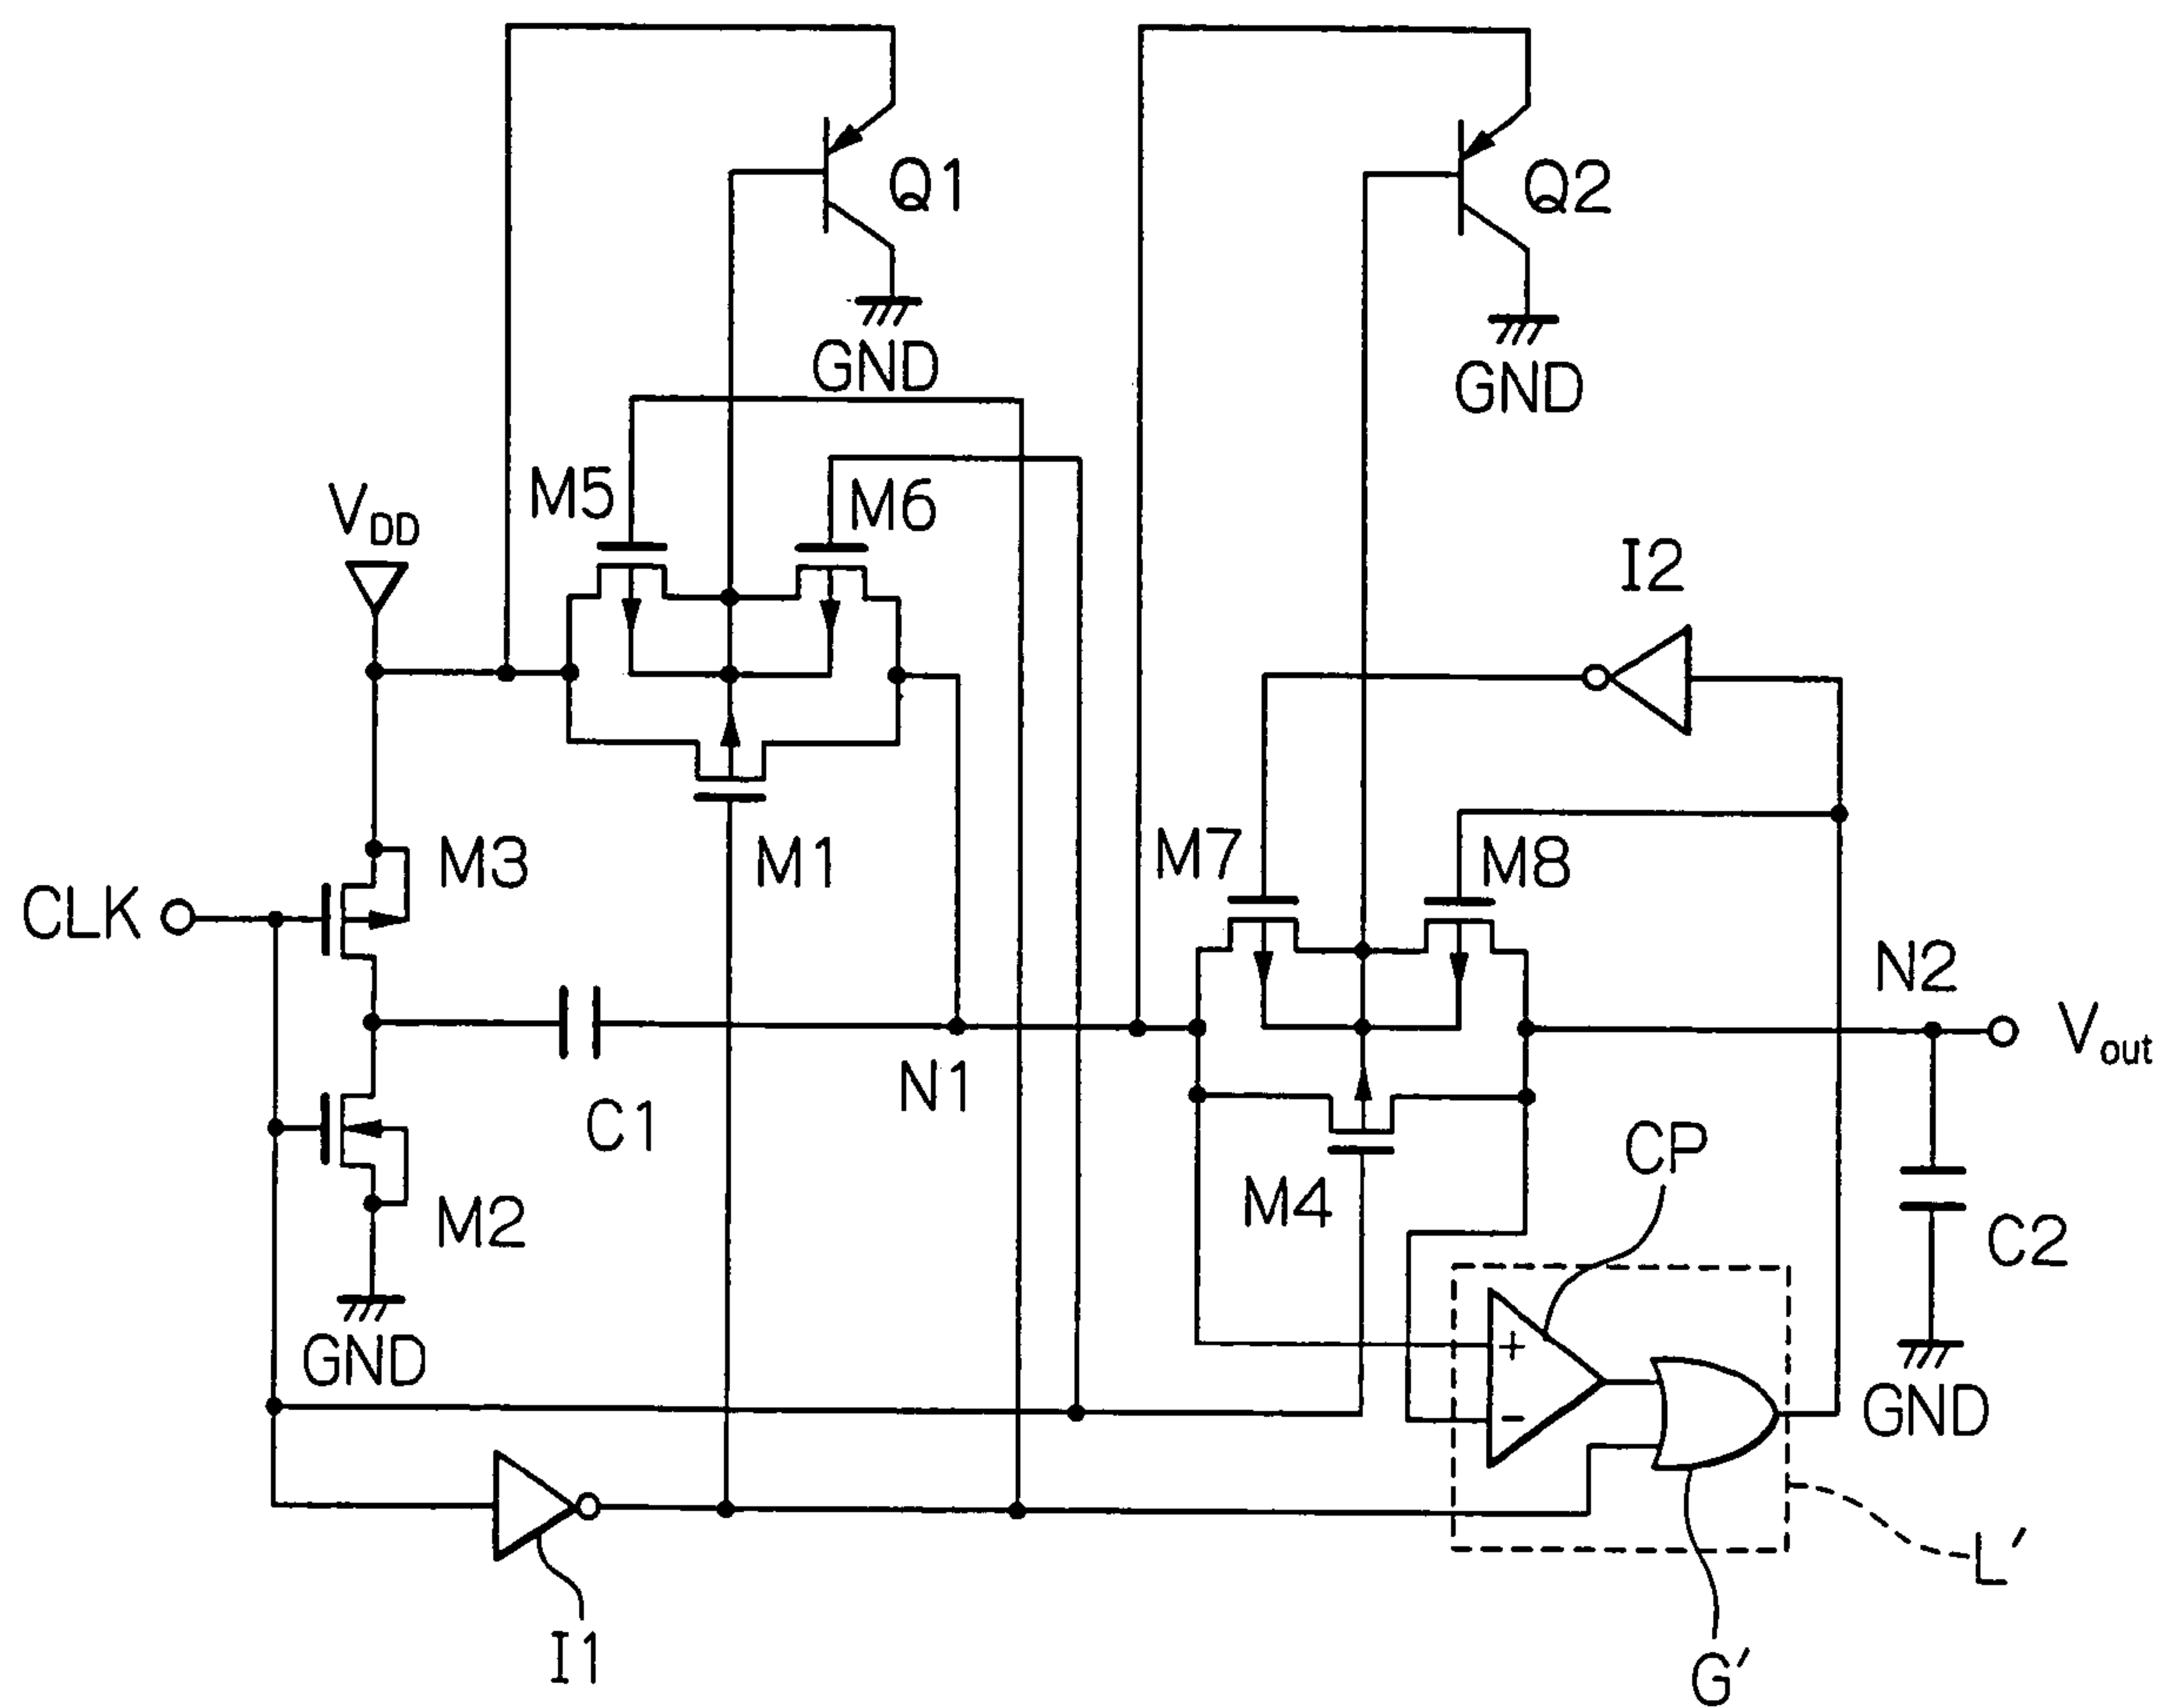 Q1
Q2
GND
GND
M5
M6
VDD
I2
M3
M1
M7
M8
CLK
N2
Vout
N1
C1
CP
M4
M2
C2
+
GND
−
GND
L′
I1
G′